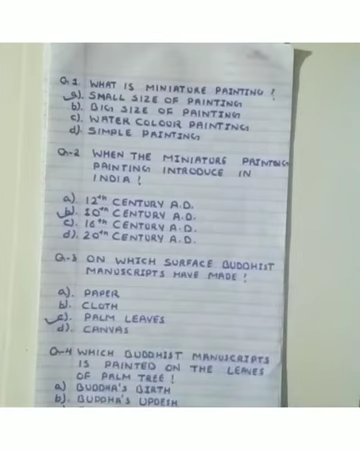 Q.1 WHAT IS MINIATURE PAINTING ?
a). SMALL SIZE OF PAINTING
b). BIG SIZE OF PAINTING
c). WATER COLOUR PAINTING
d). SIMPLE PAINTING
Q.-2 WHEN THE MINIATURE PAINTING
PAINTING INTRODUCE IN
INDIA ?
a). 12th CENTURY A.D.
b). 10th CENTURY A.D.
c). 16th CENTURY A.D.
d). 20th CENTURY A.D.
Q.-3 ON WHICH SURFACE BUDDHIST
MANUSCRIPTS HAVE MADE ?
a). PAPER
b). CLOTH
c). PALM LEAVES
d). CANVAS
Q.-4 WHICH BUDDHIST MANUSCRIPTS
IS PAINTED ON THE LEAVES
OF PALM TREE ?
a) BUDDHA'S BIRTH
b). BUDDHA'S UPDESH